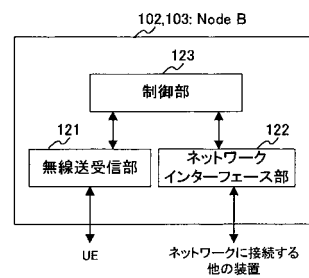 102,103: Node B
123
制御部
121
無線送受信部
122
ネットワーク
インターフェース部
UE
ネットワークに接続する
他の装置